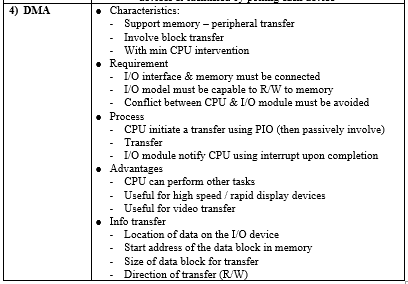 4) DMA
● Characteristics:
- Support memory – peripheral transfer
- Involve block transfer
- With min CPU intervention
● Requirement
- I/O interface & memory must be connected
- I/O model must be capable to R/W to memory
- Conflict between CPU & I/O module must be avoided
● Process
- CPU initiate a transfer using PIO (then passively involve)
- Transfer
- I/O module notify CPU using interrupt upon completion
● Advantages
- CPU can perform other tasks
- Useful for high speed / rapid display devices
- Useful for video transfer
● Info transfer
- Location of data on the I/O device
- Start address of the data block in memory
- Size of data block for transfer
- Direction of transfer (R/W)